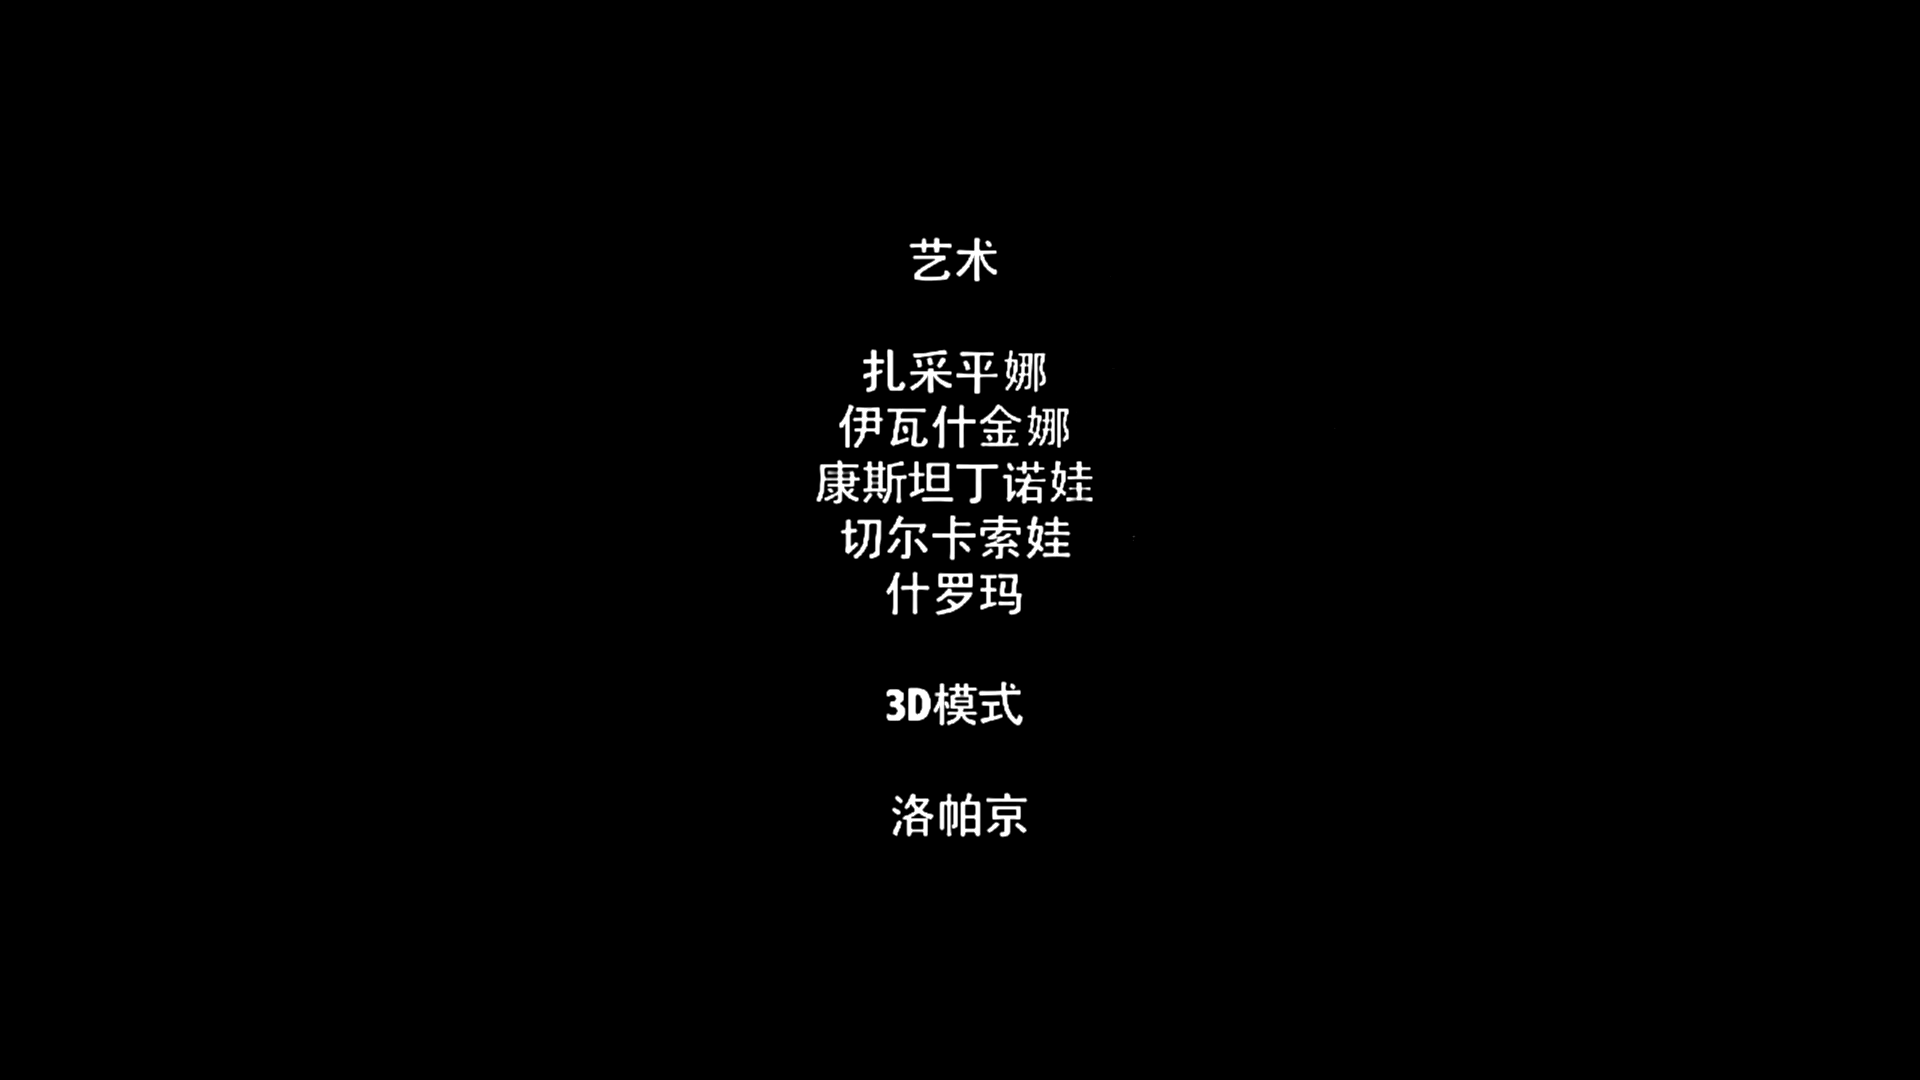 艺术
扎采平娜
伊瓦什金娜
康斯坦丁诺娃
切尔卡索娃
什罗玛
3D模式
洛帕京